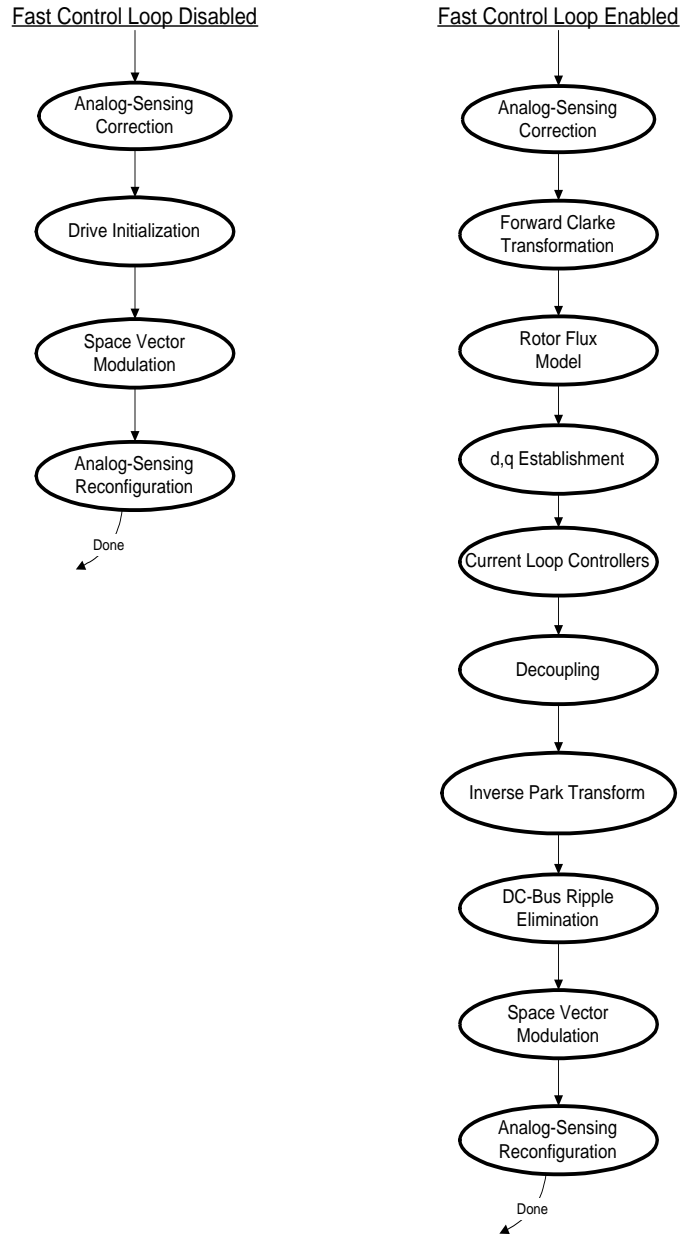 Fast Control Loop Disabled
Analog-Sensing
Correction
Drive Initialization
Space Vector
Modulation
Analog-Sensing
Reconfiguration
Done
Fast Control Loop Enabled
Analog-Sensing
Correction
Forward Clarke
Transformation
Rotor Flux
Model
d,q Establishment
Current Loop Controllers
Decoupling
Inverse Park Transform
DC-Bus Ripple
Elimination
Space Vector
Modulation
Analog-Sensing
Reconfiguration
Done